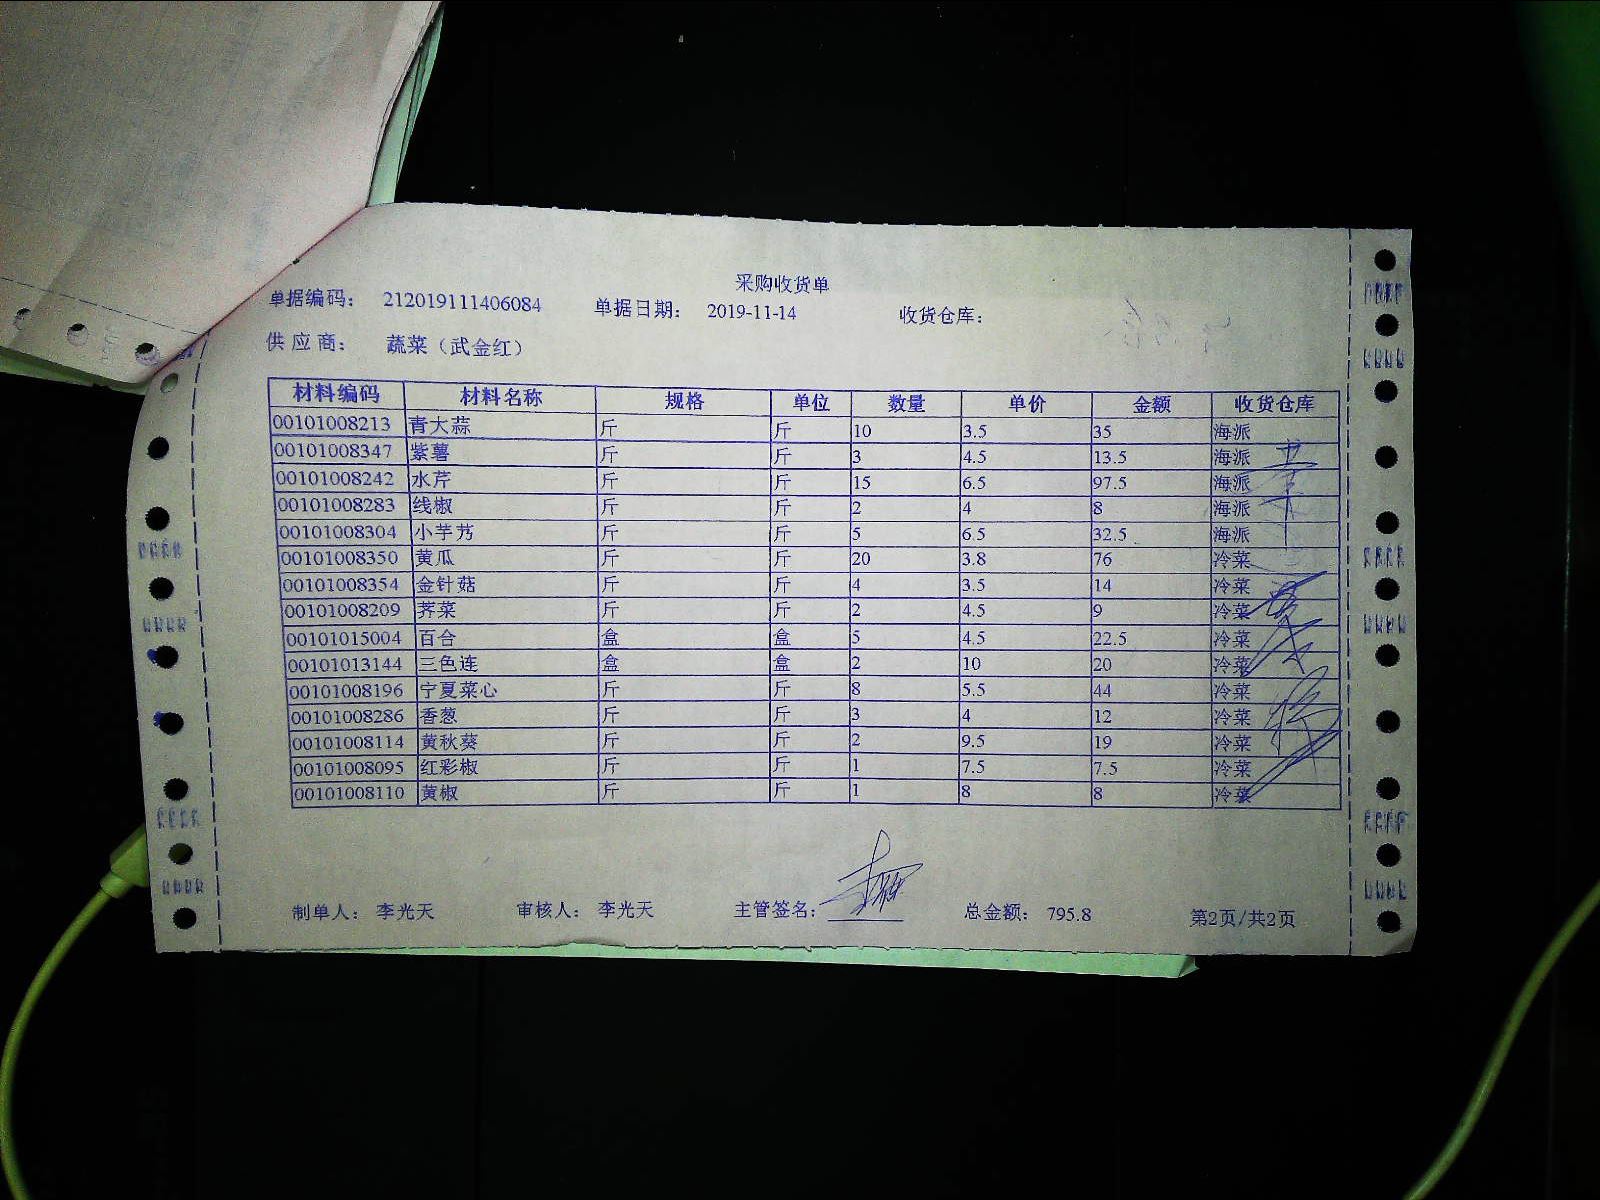 采购收货单
单据编码： 212019111406084 单据日期： 2019-11-14 收货仓库：
供应商： 蔬菜（武金红）
材料编码 材料名称 规格 单位 数量 单价 金额 收货仓库
00101008213 青大蒜 斤 斤 10 3.5 35 海派
00101008347 紫薯 斤 斤 3 4.5 13.5 海派
00101008242 水芹 斤 斤 15 6.5 97.5 海派
00101008283 线椒 斤 斤 2 4 8 海派
00101008304 小芋艿 斤 斤 5 6.5 32.5 海派
00101008350 黄瓜 斤 斤 20 3.8 76 冷菜
00101008354 金针菇 斤 斤 4 3.5 14 冷菜
00101008209 荠菜 斤 斤 2 4.5 9 冷菜
00101015004 百合 盒 盒 5 4.5 22.5 冷菜
00101013144 三色连 盒 盒 2 10 20 冷菜
00101008196 宁夏菜心 斤 斤 8 5.5 44 冷菜
00101008286 香葱 斤 斤 3 4 12 冷菜
00101008114 黄秋葵 斤 斤 2 9.5 19 冷菜
00101008095 红彩椒 斤 斤 1 7.5 7.5 冷菜
00101008110 黄椒 斤 斤 1 8 8 冷菜
制单人： 李光天 审核人： 李光天 主管签名： 总金额： 795.8 第2页/共2页